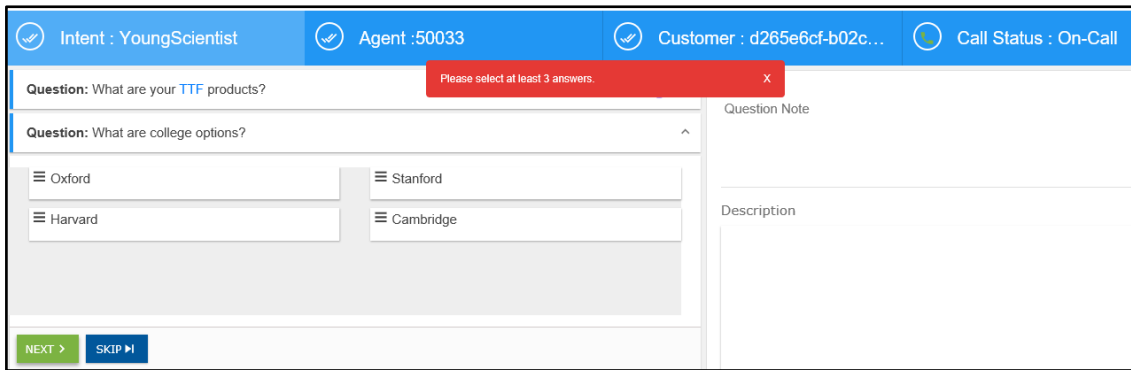 Intent : YoungScientist
Agent :50033
Customer : d265e6cf-b02c...
Call Status : On-Call
Please select at least 3 answers.
X
Question: What are your TTF products?
Question: What are college options?
Oxford
Stanford
Harvard
Cambridge
NEXT
SKIP
Question Note
Description